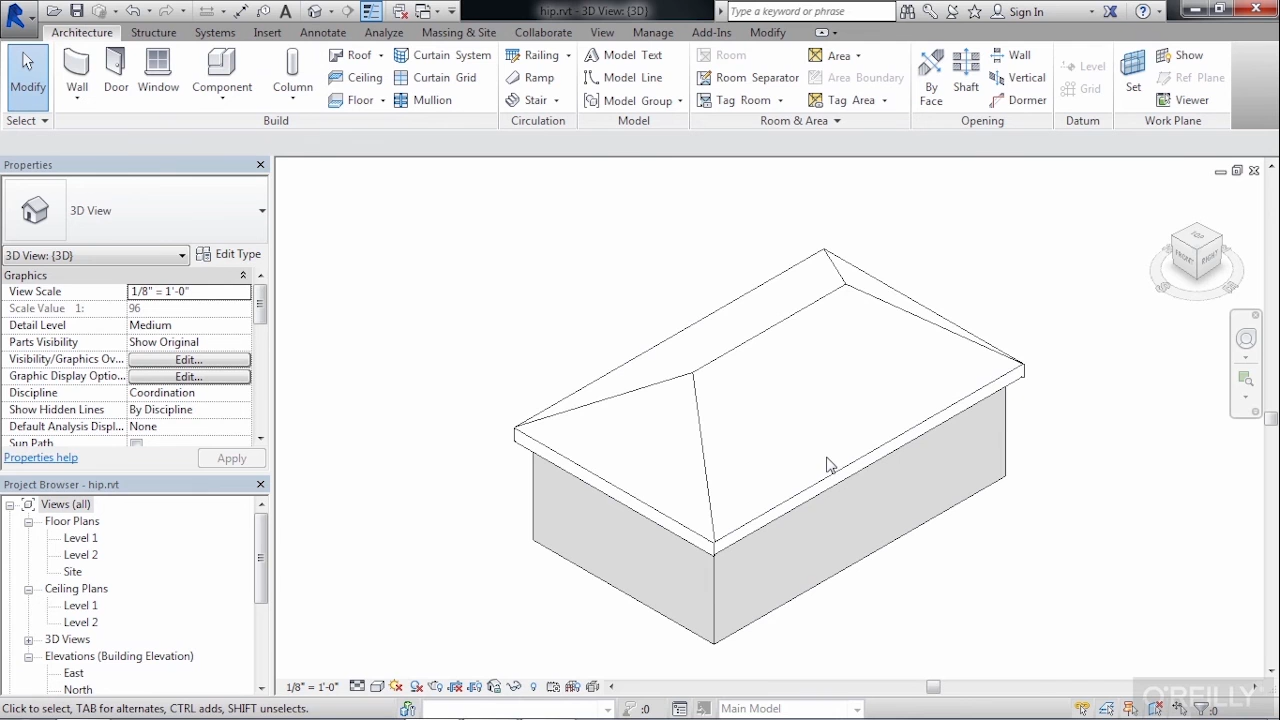 hip.rvt - 3D View: {3D}
Type a keyword or phrase
Sign In
Architecture Structure Systems Insert Annotate Analyze Massing & Site Collaborate View Manage Add-Ins Modify
Modify
Wall
Door
Window
Component
Column
Roof
Ceiling
Floor
Curtain System
Curtain Grid
Mullion
Railing
Ramp
Stair
Model Text
Model Line
Model Group
Room
Room Separator
Tag Room
Area
Area Boundary
Tag Area
By Face
Shaft
Wall
Vertical
Dormer
Level
Grid
Set
Show
Ref Plane
Viewer
Select Build Circulation Model Room & Area Opening Datum Work Plane
Properties
3D View
3D View: {3D} Edit Type
Graphics
View Scale 1/8" = 1'-0"
Scale Value 1: 96
Detail Level Medium
Parts Visibility Show Original
Visibility/Graphics Ov... Edit...
Graphic Display Optio... Edit...
Discipline Coordination
Show Hidden Lines By Discipline
Default Analysis Displ... None
Sun Path
Properties help Apply
Project Browser - hip.rvt
Views (all)
Floor Plans
Level 1
Level 2
Site
Ceiling Plans
Level 1
Level 2
3D Views
Elevations (Building Elevation)
East
North
TOP
FRONT RIGHT
1/8" = 1'-0"
Click to select, TAB for alternates, CTRL adds, SHIFT unselects.
:0
Main Model
:0
O'REILLY